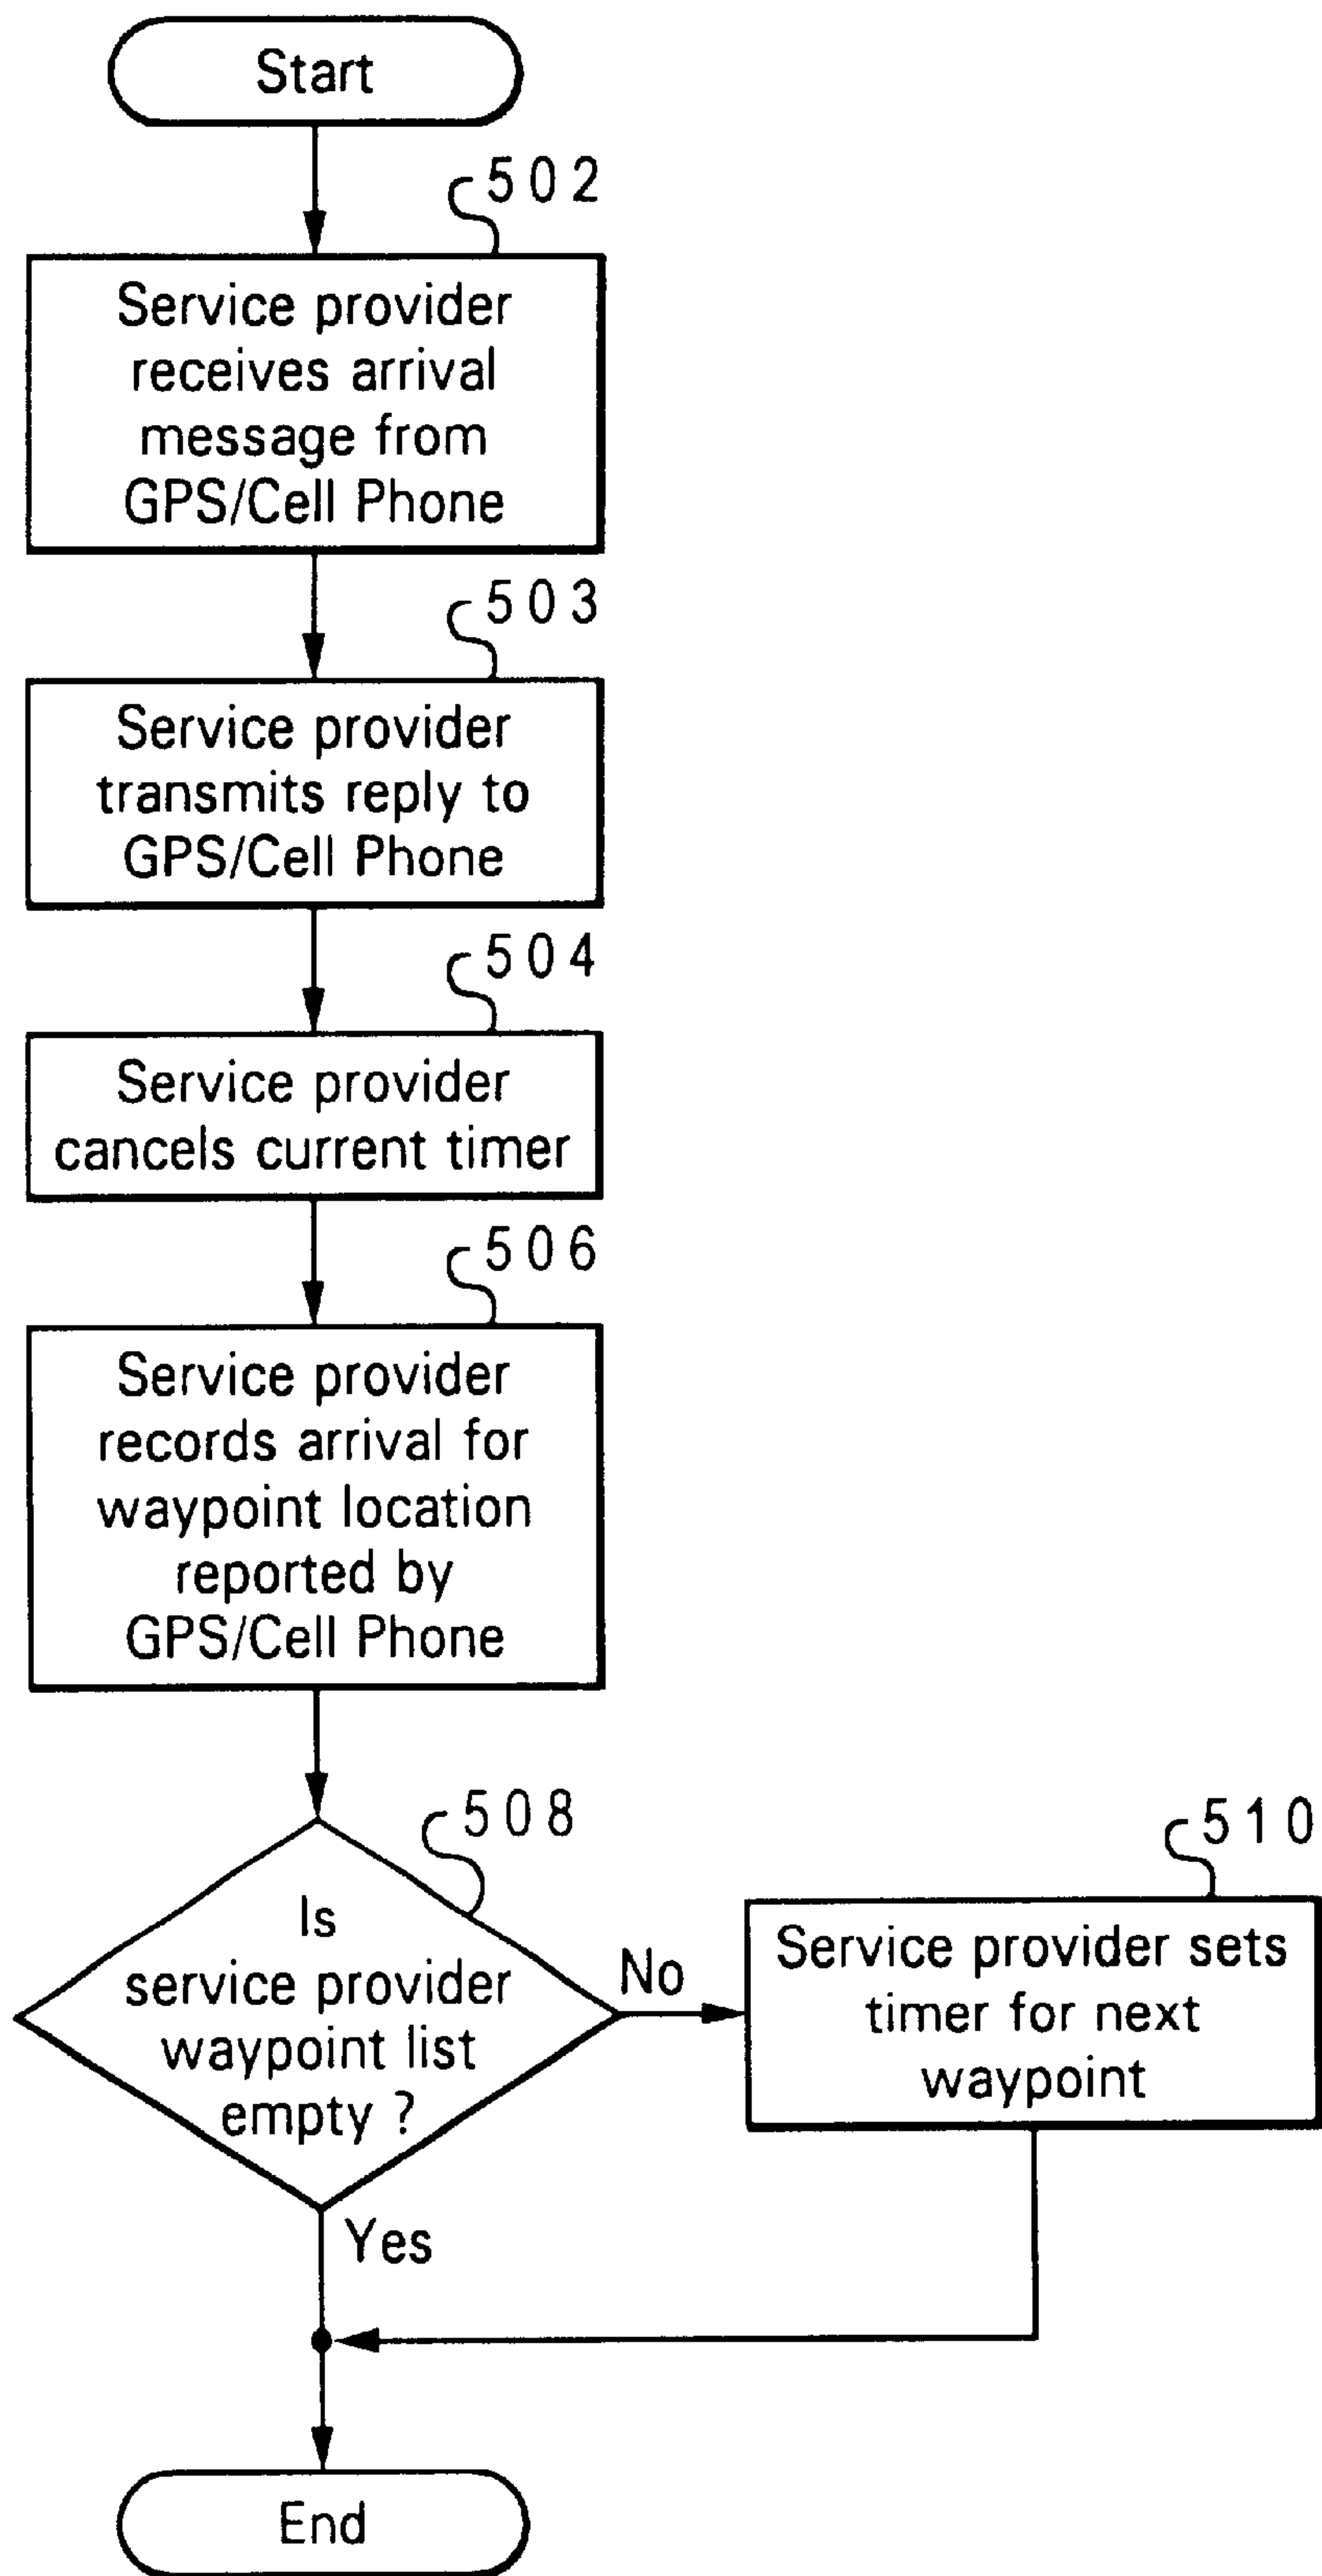 Start
502
Service provider
receives arrival
message from
GPS/Cell Phone
503
Service provider
transmits reply to
GPS/Cell Phone
504
Service provider
cancels current timer
506
Service provider
records arrival for
waypoint location
reported by
GPS/Cell Phone
508
Is
service provider
waypoint list
empty ?
No
510
Service provider sets
timer for next
waypoint
Yes
End